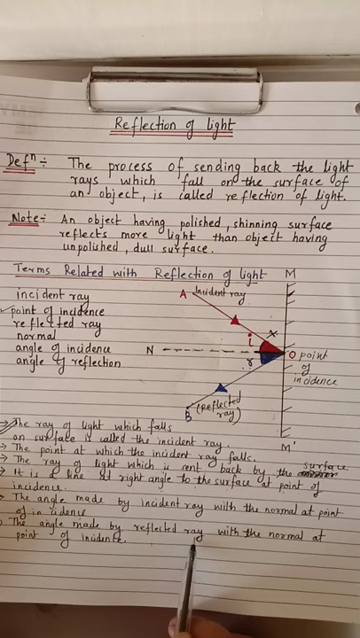 Reflection of light
Defn:- The process of sending back the light
rays which fall on the surface of
an object, is called reflection of light.
Note:- An object having polished, shinning surface
reflects more light than object having
unpolished, dull surface.
Terms Related with Reflection of light
M
incident ray
A
Incident ray
point of incidence
reflected ray
normal
angle of incidence
angle of reflection
X
i
N
r
O point
of
incidence
B
(reflected
ray)
M'
→ The ray of light which falls
on surface is called the incident ray.
→ The point at which the incident ray falls.
→ The ray of light which is sent back by the surface
→ It is a line at right angle to the surface at point of
incidence.
→ The angle made by incident ray with the normal at point
of incidence
The angle made by reflected ray with the normal at
point of incidence.